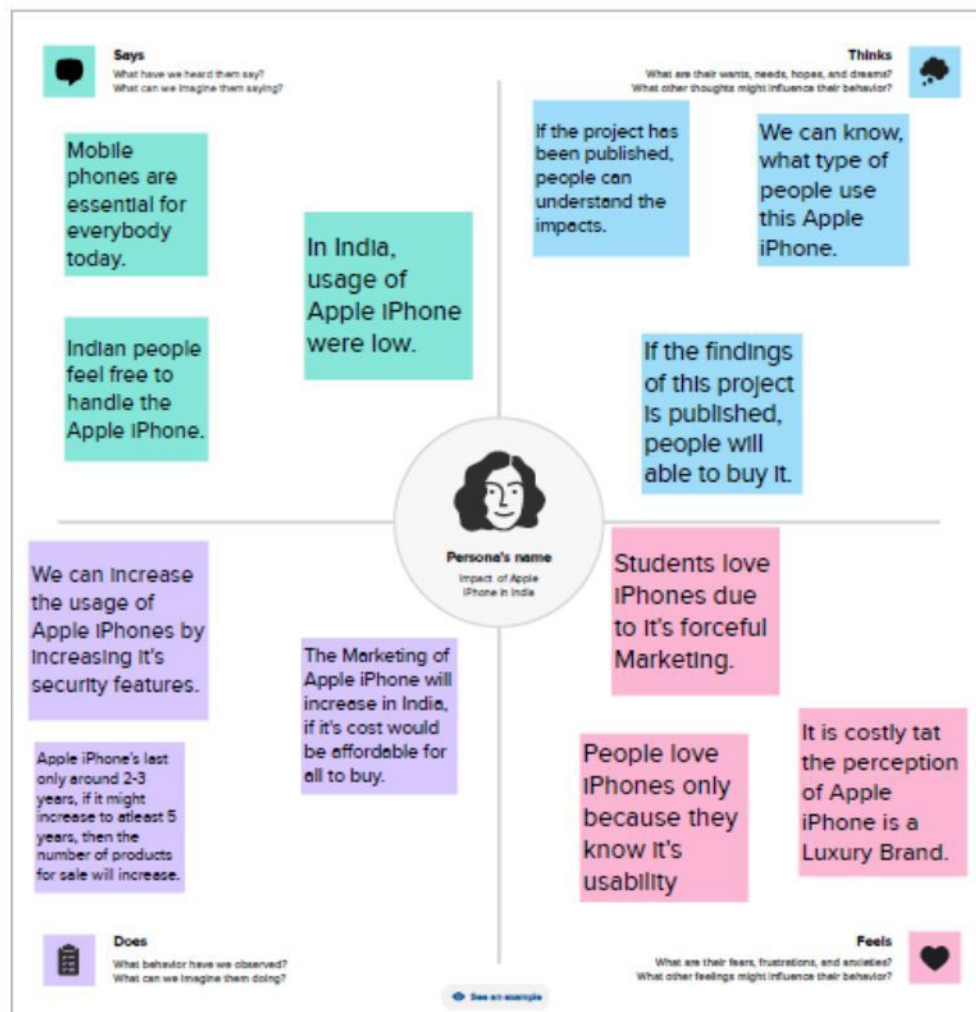 Says
What have we heard them say?
What can we imagine them saying?
Mobile
phones are
essential for
everybody
today.
In India,
usage of
Apple iPhone
were low.
Indian people
feel free to
handle the
Apple iPhone.
Thinks
What are their wants, needs, hopes, and dreams?
What other thoughts might influence their behavior?
If the project has
been published,
people can
understand the
impacts.
We can know,
what type of
people use
this Apple
iPhone.
If the findings
of this project
is published,
people will
able to buy it.
Persona's name
Impact of Apple
iPhone in India
We can increase
the usage of
Apple iPhones by
increasing it's
security features.
The Marketing of
Apple iPhone will
increase in India,
if it's cost would
be affordable for
all to buy.
Apple iPhone's last
only around 2-3
years, if it might
increase to atleast 5
years, then the
number of products
for sale will increase.
Does
What behavior have we observed?
What can we imagine them doing?
Students love
iPhones due
to it's forceful
Marketing.
People love
iPhones only
because they
know it's
usability
It is costly tat
the perception
of Apple
iPhone is a
Luxury Brand.
Feels
What are their fears, frustrations, and anxieties?
What other feelings might influence their behavior?
See an example